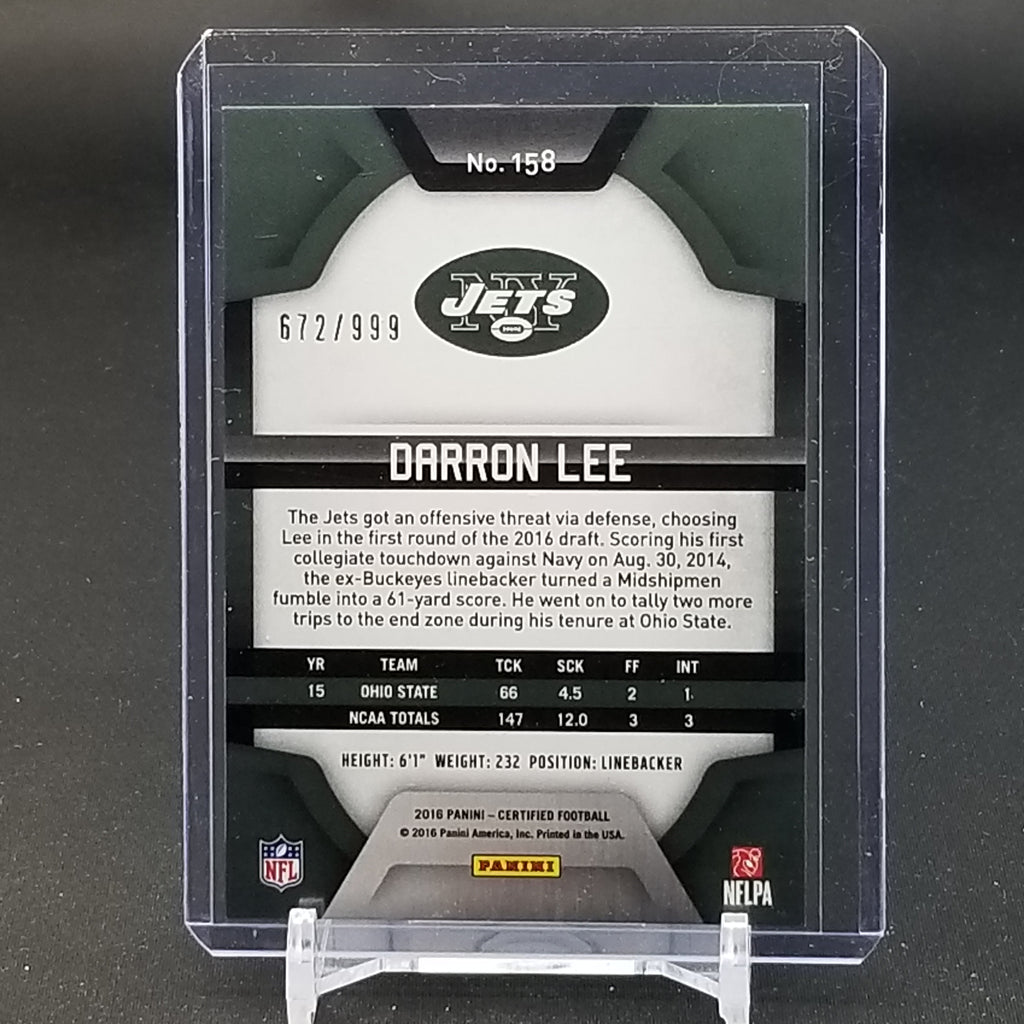 No. 158
NY
JETS
672/999
DARRON LEE
The Jets got an offensive threat via defense, choosing
Lee in the first round of the 2016 draft. Scoring his first
collegiate touchdown against Navy on Aug. 30, 2014,
the ex-Buckeyes linebacker turned a Midshipmen
fumble into a 61-yard score. He went on to tally two more
trips to the end zone during his tenure at Ohio State.
YR TEAM TCK SCK FF INT
15 OHIO STATE 66 4.5 2 1
NCAA TOTALS 147 12.0 3 3
HEIGHT: 6'1" WEIGHT: 232 POSITION: LINEBACKER
2016 PANINI – CERTIFIED FOOTBALL
© 2016 Panini America, Inc. Printed in the USA.
NFL
PANINI
NFLPA